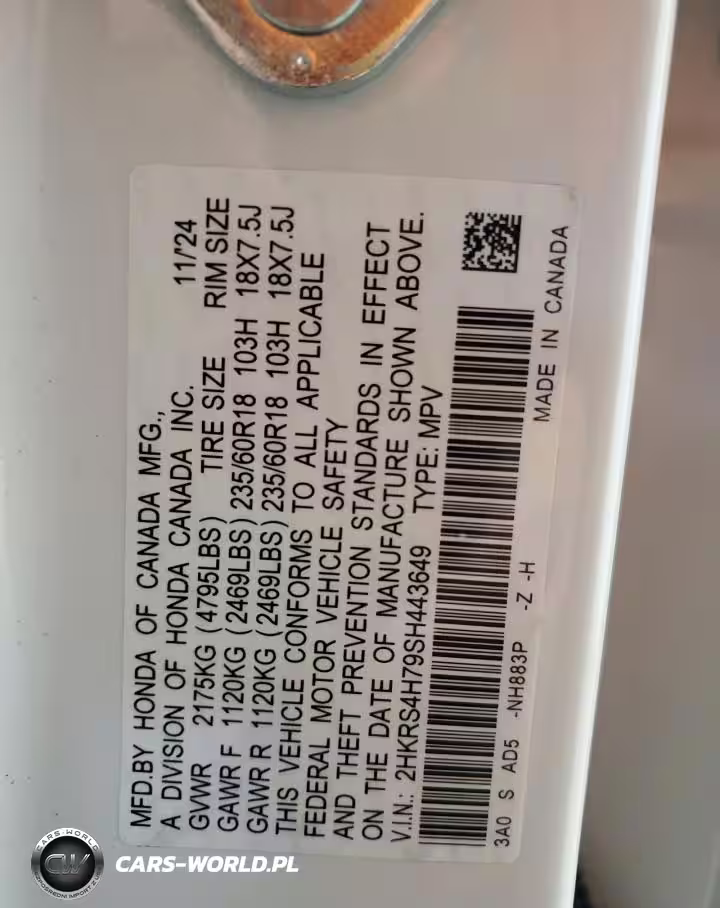 MFD.BY HONDA OF CANADA MFG.,
A DIVISION OF HONDA CANADA INC. 11/'24
GVWR 2175KG (4795LBS) TIRE SIZE RIM SIZE
GAWR F 1120KG (2469LBS) 235/60R18 103H 18X7.5J
GAWR R 1120KG (2469LBS) 235/60R18 103H 18X7.5J
THIS VEHICLE CONFORMS TO ALL APPLICABLE
FEDERAL MOTOR VEHICLE SAFETY
AND THEFT PREVENTION STANDARDS IN EFFECT
ON THE DATE OF MANUFACTURE SHOWN ABOVE.
V.I.N.: 2HKRS4H79SH443649 TYPE: MPV
3A0 S AD5 -NH883P -Z -H MADE IN CANADA
CARS-WORLD
CW
CARS-WORLD.PL